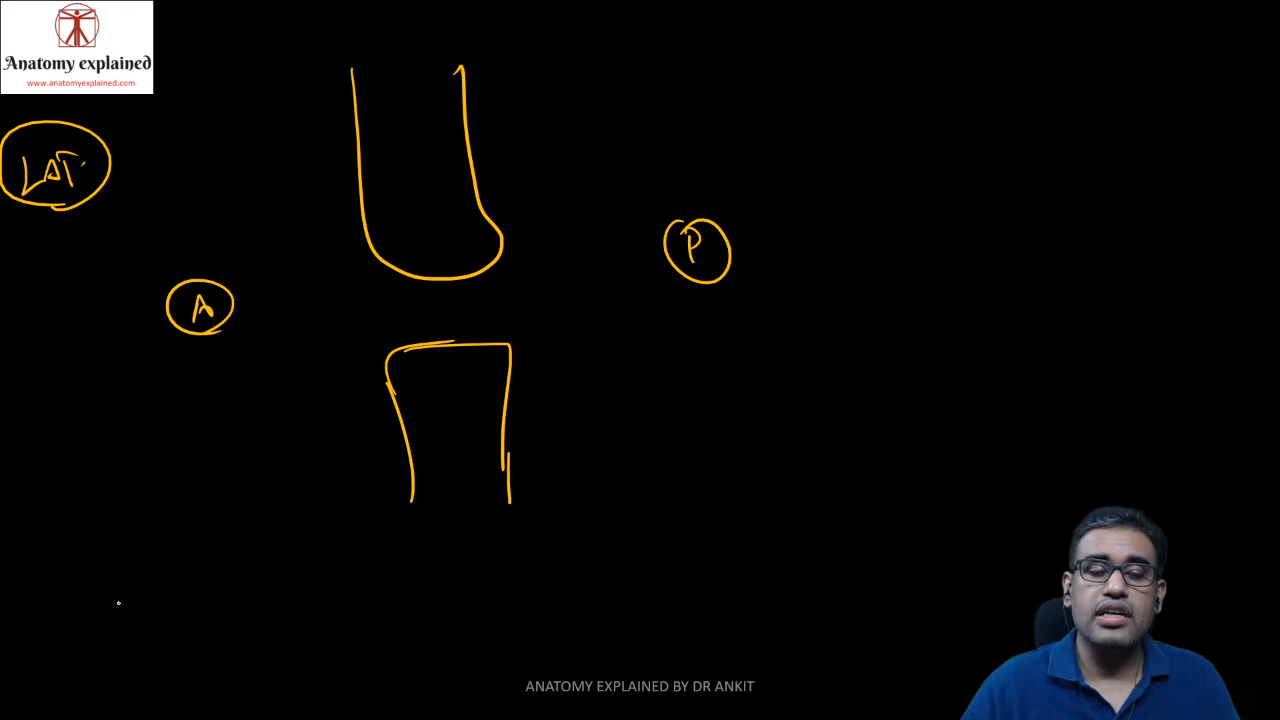 Anatomy explained
www.anatomyexplained.com
LAT.
P
A
ANATOMY EXPLAINED BY DR ANKIT